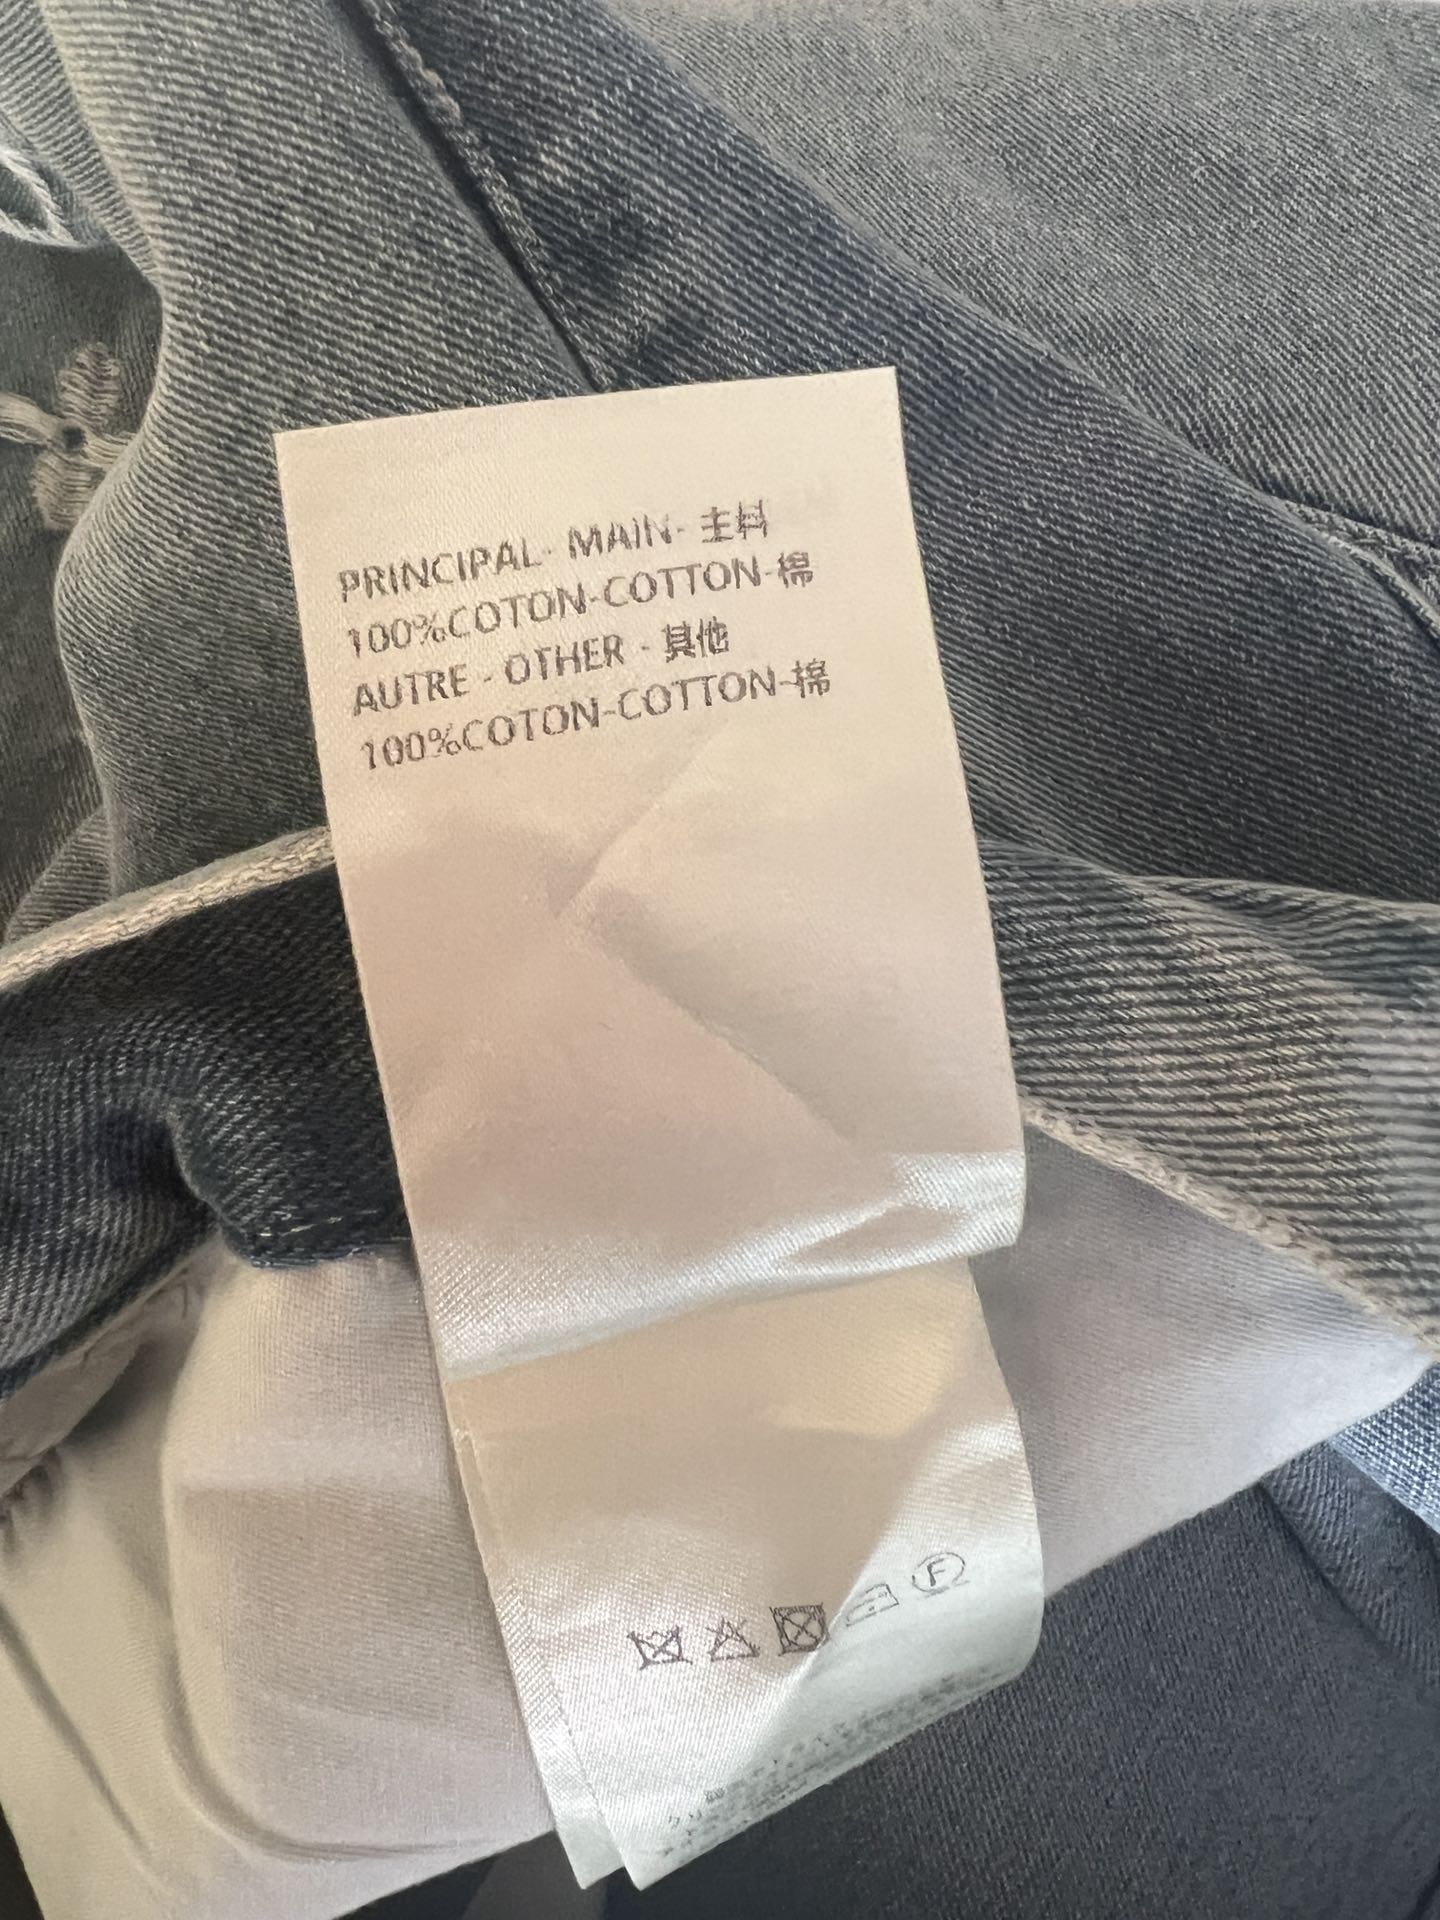 PRINCIPAL- MAIN- 主料
100%COTON-COTTON-棉
AUTRE - OTHER - 其他
100%COTON-COTTON-棉
F